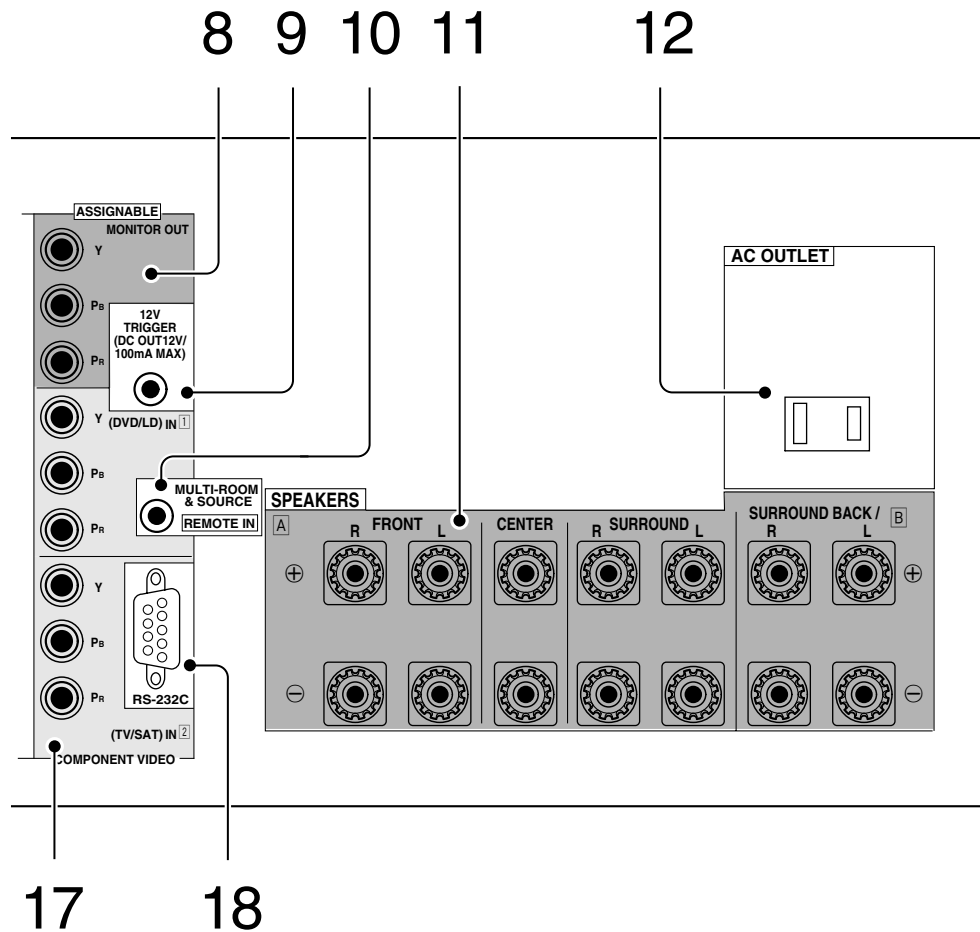 8 9 10 11 12
ASSIGNABLE
MONITOR OUT
Y
PB
PR
12V
TRIGGER
(DC OUT12V/
100mA MAX)
Y (DVD/LD) IN 1
PB
PR
MULTI-ROOM
& SOURCE
REMOTE IN
Y
PB
PR
RS-232C
(TV/SAT) IN 2
COMPONENT VIDEO
AC OUTLET
SPEAKERS
A FRONT CENTER SURROUND SURROUND BACK / B
R L R L R L
+ +
− −
17 18